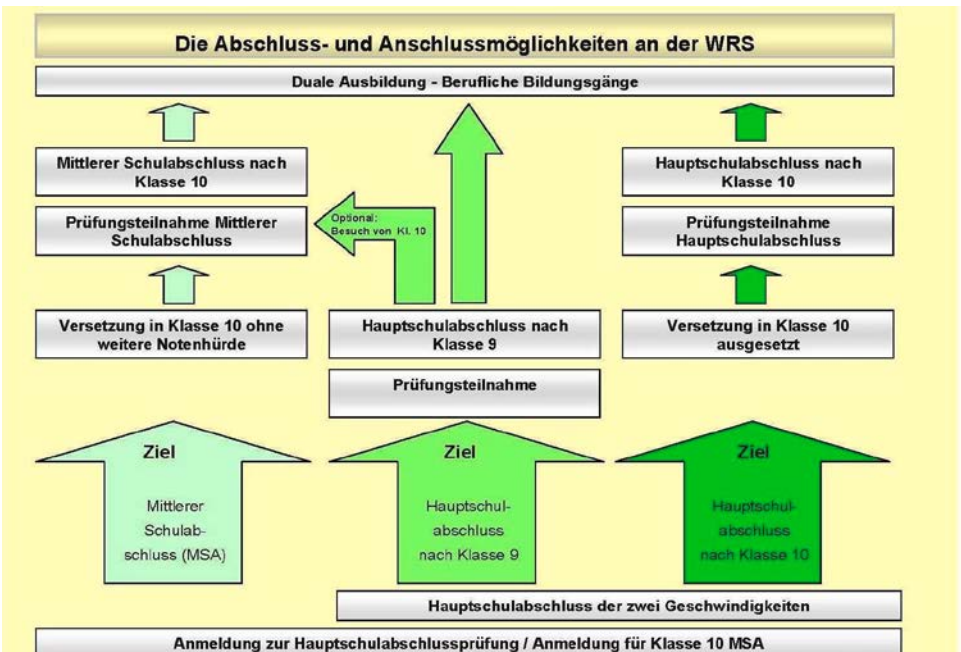 Die Abschluss- und Anschlussmöglichkeiten an der WRS
Duale Ausbildung - Berufliche Bildungsgänge
Mittlerer Schulabschluss nach
Klasse 10
Hauptschulabschluss nach
Klasse 10
Prüfungsteilnahme Mittlerer
Schulabschluss
Optional:
Besuch von Kl. 10
Prüfungsteilnahme
Hauptschulabschluss
Versetzung in Klasse 10 ohne
weitere Notenhürde
Hauptschulabschluss nach
Klasse 9
Versetzung in Klasse 10
ausgesetzt
Prüfungsteilnahme
Ziel
Mittlerer
Schulab-
schluss (MSA)
Ziel
Hauptschul-
abschluss
nach Klasse 9
Ziel
Hauptschul-
abschluss
nach Klasse 10
Hauptschulabschluss der zwei Geschwindigkeiten
Anmeldung zur Hauptschulabschlussprüfung / Anmeldung für Klasse 10 MSA